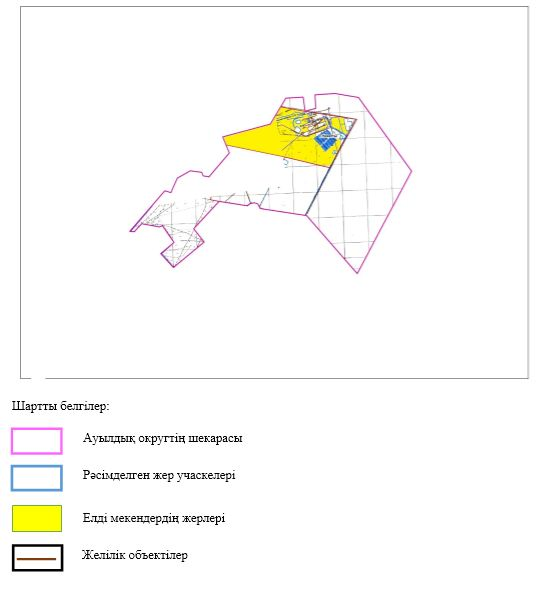 Шартты белгілер:
Ауылдық округтің шекарасы
Рәсімделген жер учаскелері
Елді мекендердің жерлері
Желілік объектілер